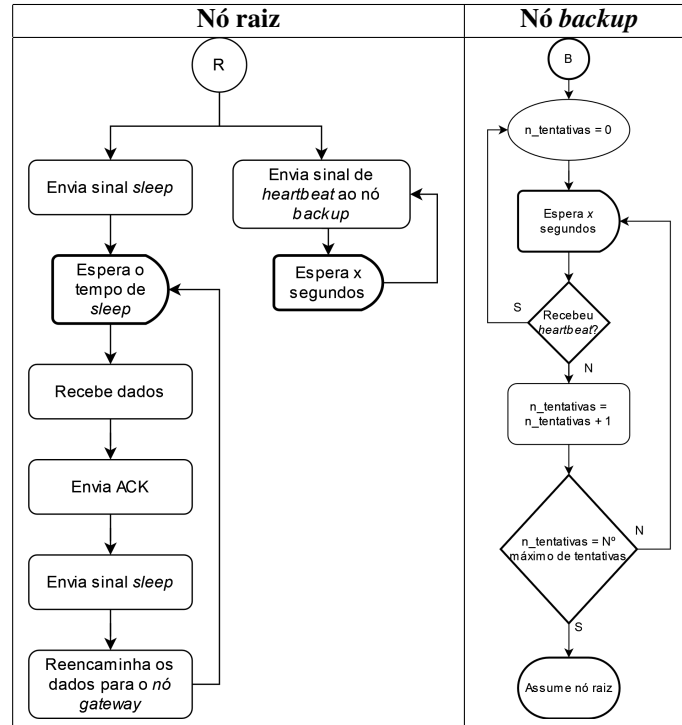 Nó raiz
R
Envia sinal sleep
Espera o
tempo de
sleep
Recebe dados
Envia ACK
Envia sinal sleep
Reencaminha os
dados para o nó
gateway
Envia sinal de
heartbeat ao nó
backup
Espera x
segundos
Nó backup
B
n_tentativas = 0
Espera x
segundos
Recebeu
heartbeat?
S
N
n_tentativas =
n_tentativas + 1
n_tentativas = Nº
máximo de tentativas
N
S
Assume nó raiz